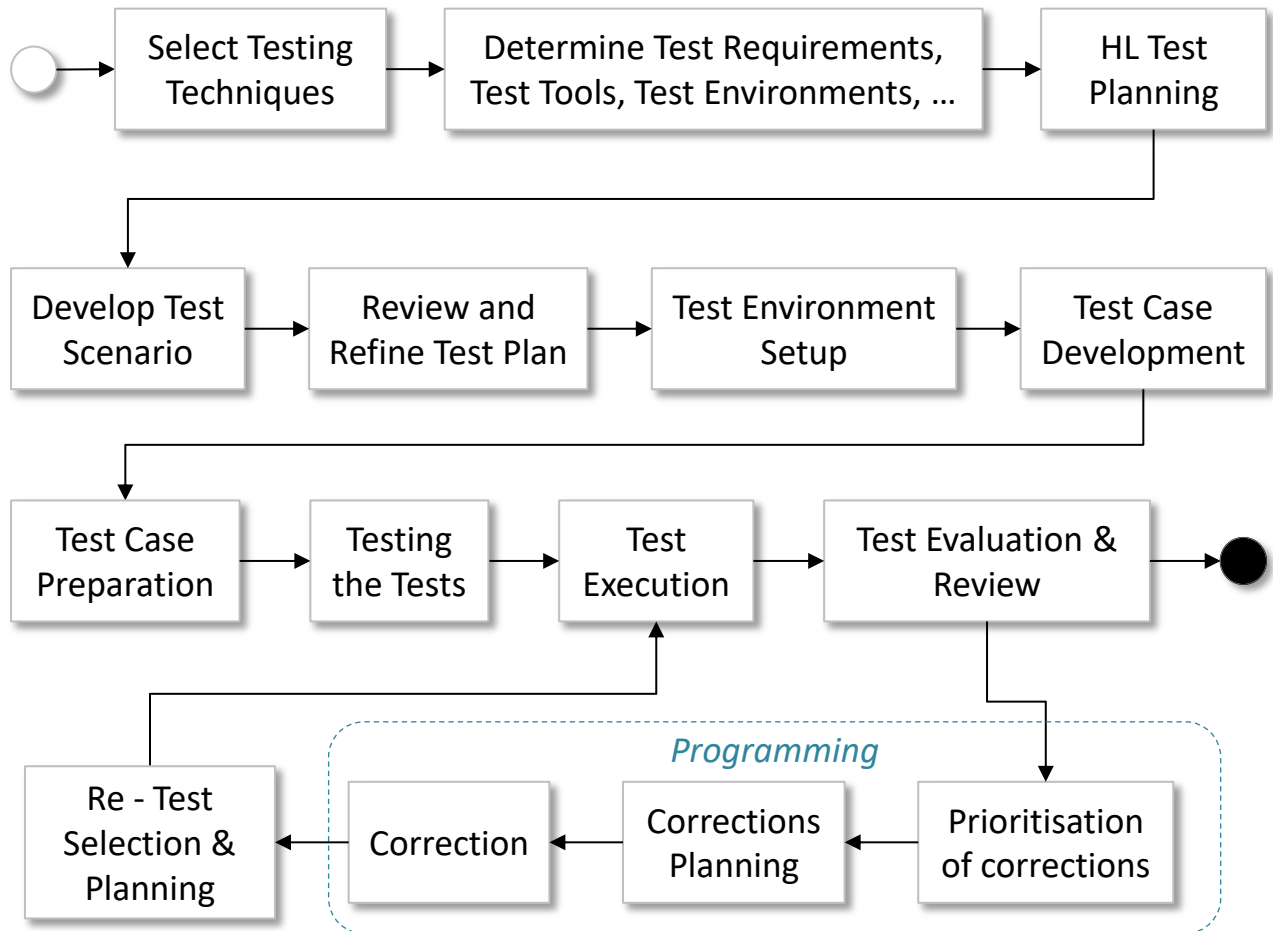 Select Testing
Techniques
Determine Test Requirements,
Test Tools, Test Environments, ...
HL Test
Planning
Develop Test
Scenario
Review and
Refine Test Plan
Test Environment
Setup
Test Case
Development
Test Case
Preparation
Testing
the Tests
Test
Execution
Test Evaluation &
Review
Programming
Re - Test
Selection &
Planning
Correction
Corrections
Planning
Prioritisation
of corrections